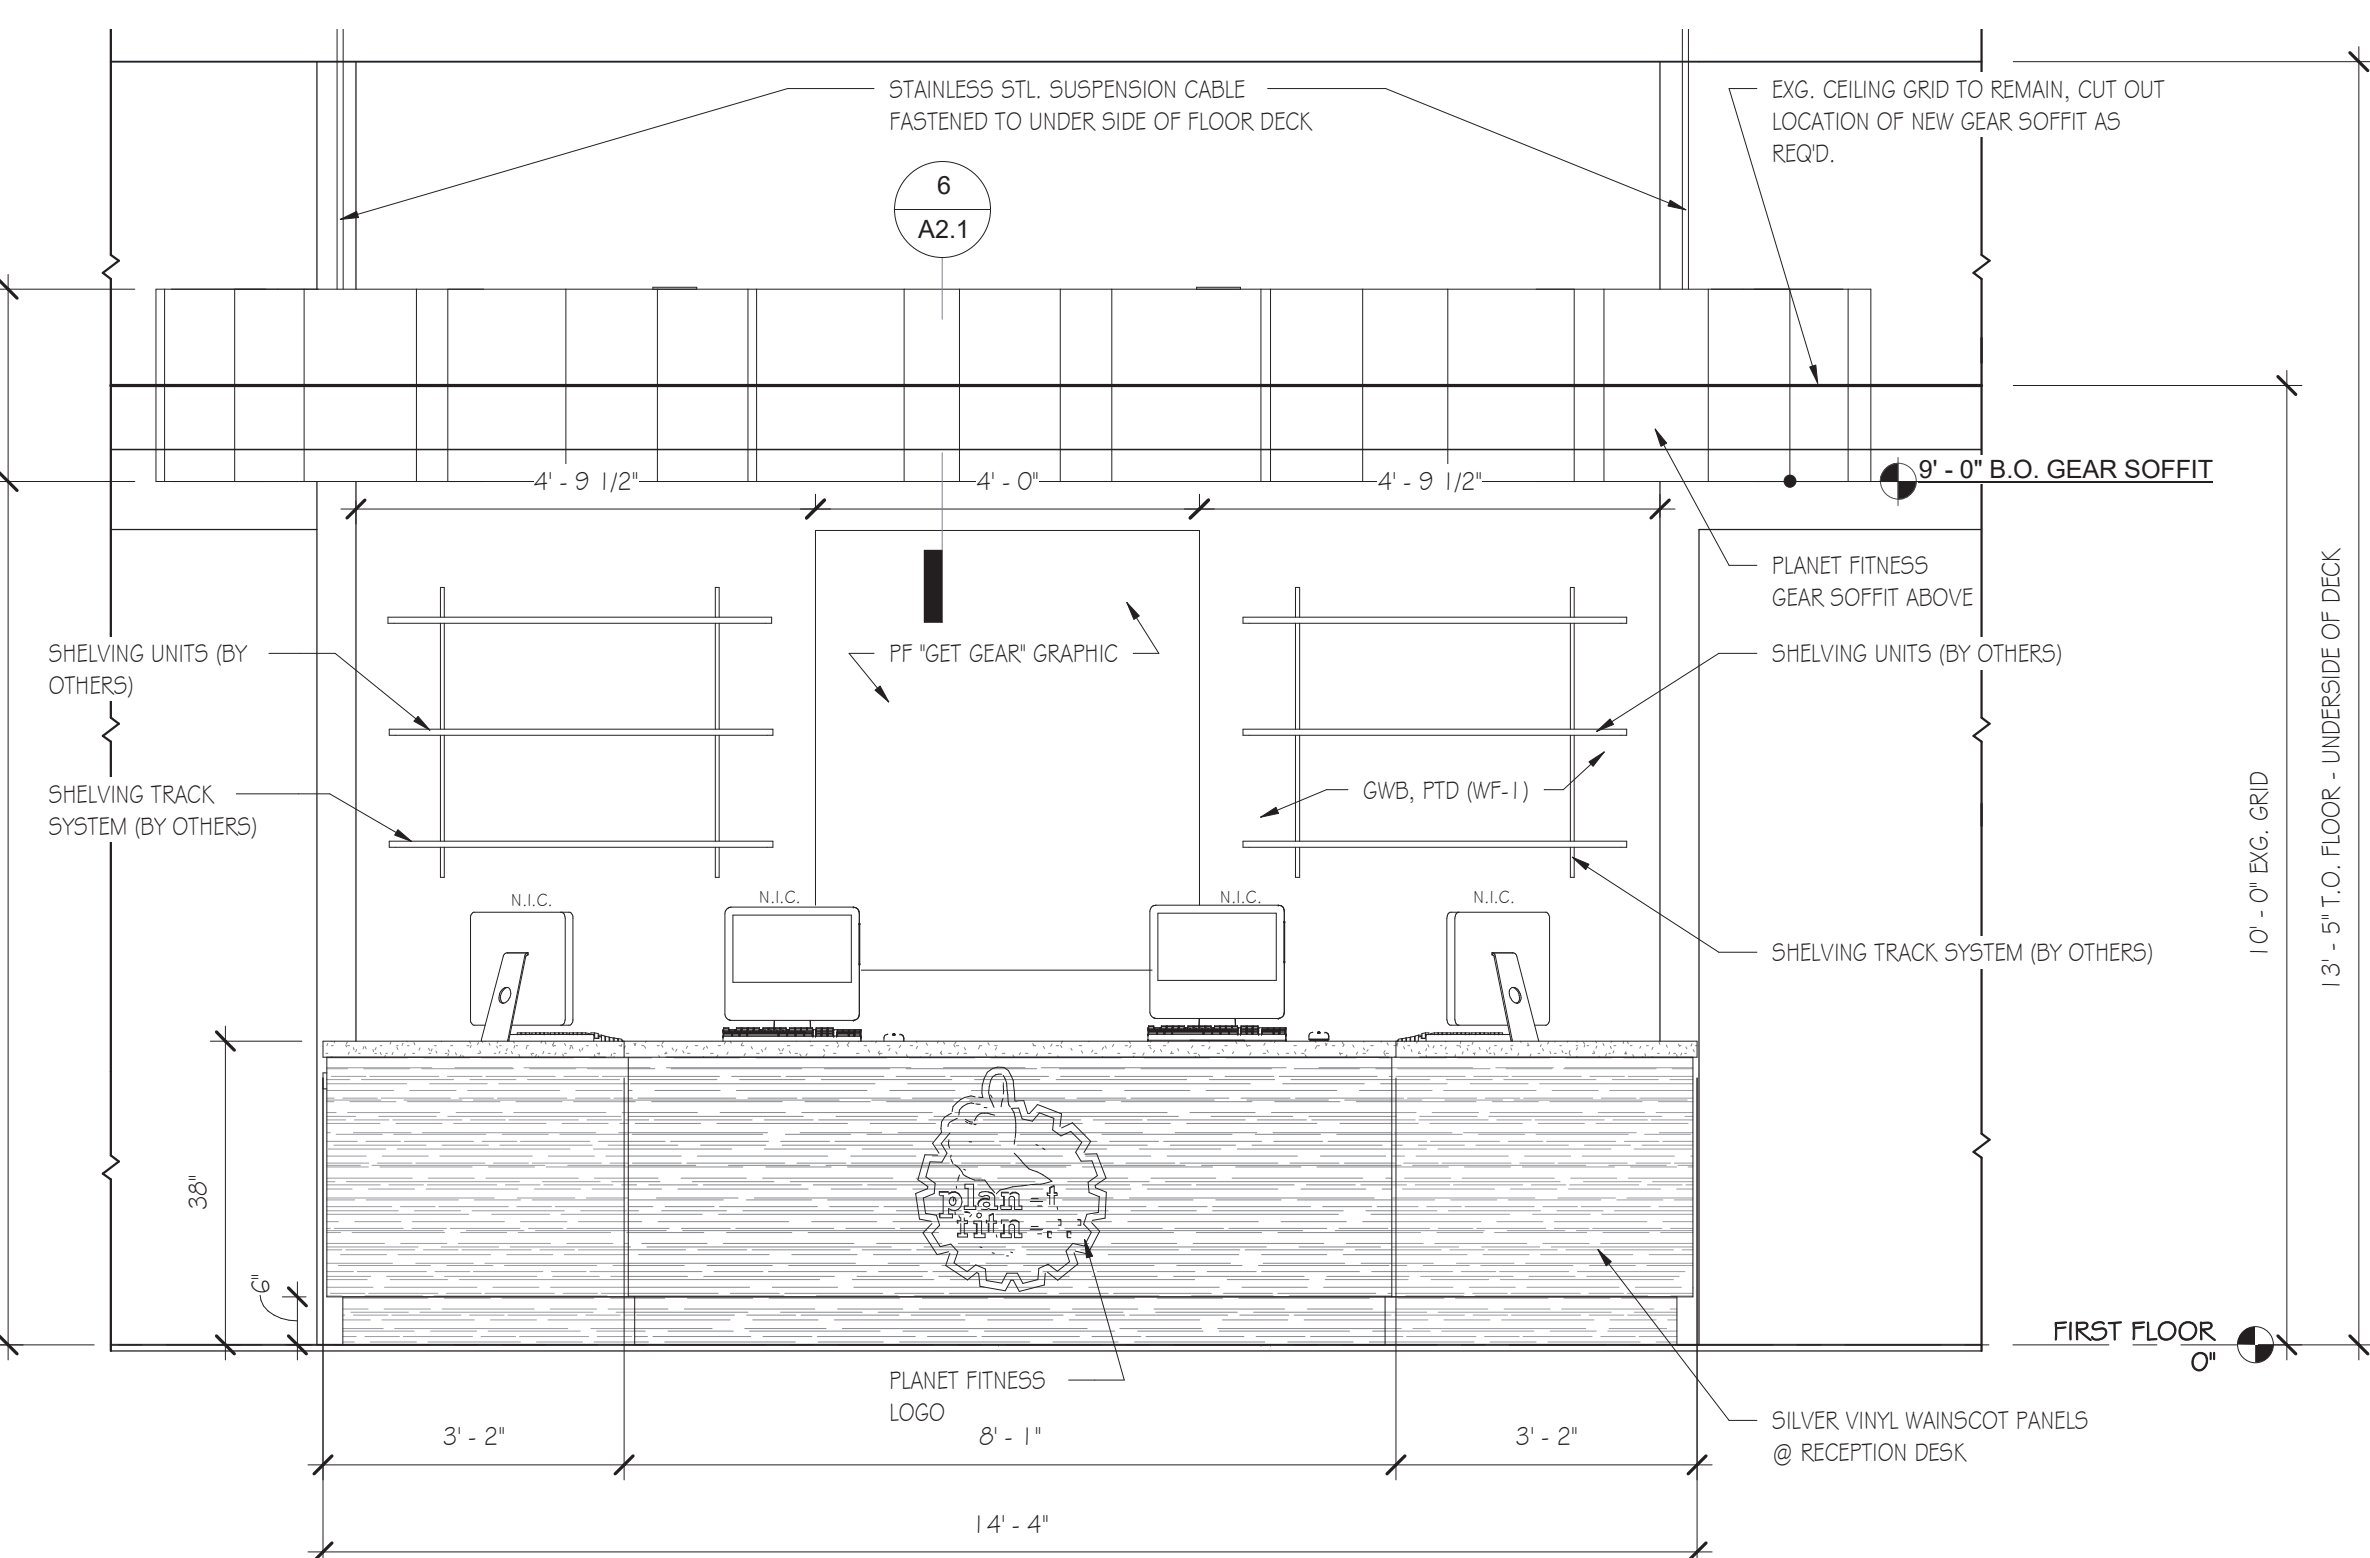 STAINLESS STL. SUSPENSION CABLE
FASTENED TO UNDER SIDE OF FLOOR DECK
EXG. CEILING GRID TO REMAIN, CUT OUT
LOCATION OF NEW GEAR SOFFIT AS
REQ'D.
6
A2.1
4' - 9 1/2"
4' - 0"
4' - 9 1/2"
9' - 0" B.O. GEAR SOFFIT
PLANET FITNESS
GEAR SOFFIT ABOVE
SHELVING UNITS (BY
OTHERS)
PF "GET GEAR" GRAPHIC
SHELVING UNITS (BY OTHERS)
SHELVING TRACK
SYSTEM (BY OTHERS)
GWB, PTD (WF-1)
10' - 0" EXG. GRID
13' - 5" T.O. FLOOR - UNDERSIDE OF DECK
N.I.C.
N.I.C.
N.I.C.
N.I.C.
SHELVING TRACK SYSTEM (BY OTHERS)
38"
6"
FIRST FLOOR
0"
PLANET FITNESS
LOGO
SILVER VINYL WAINSCOT PANELS
@ RECEPTION DESK
3' - 2"
8' - 1"
3' - 2"
14' - 4"